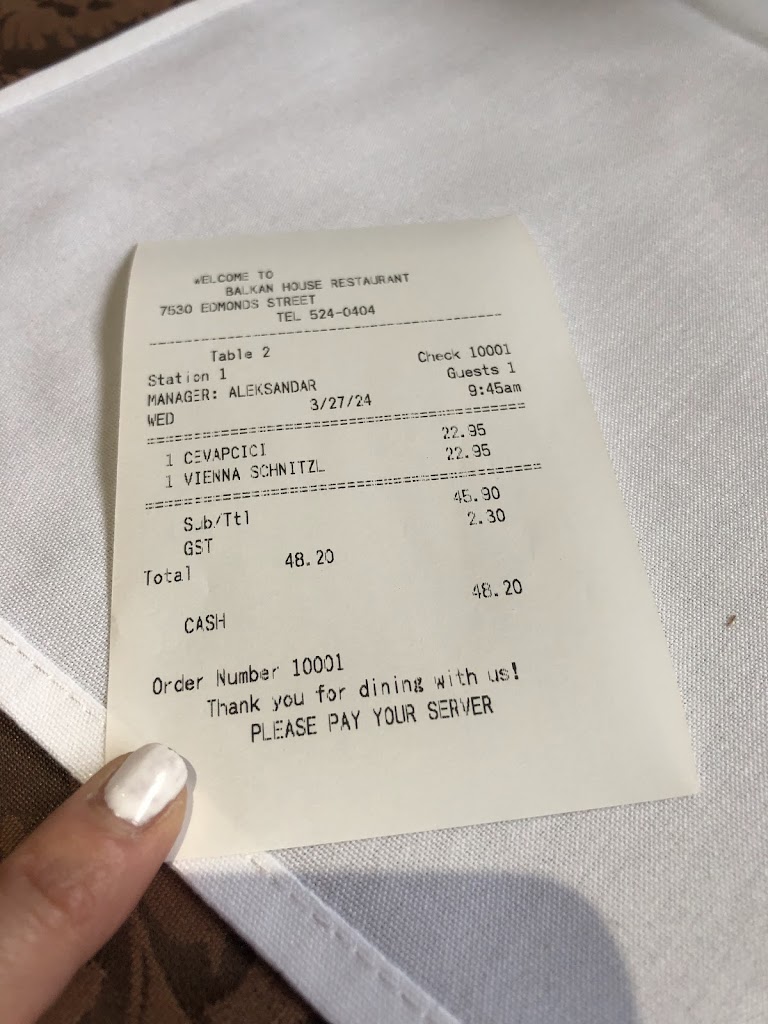 WELCOME TO
BALKAN HOUSE RESTAURANT
7530 EDMONDS STREET
TEL 524-0404
Table 2
Station 1 Check 10001
MANAGER: ALEKSANDAR Guests 1
WED 3/27/24 9:45am
1 CEVAPCICI 22.95
1 VIENNA SCHNITZL 22.95
Sub/Ttl 45.90
GST 2.30
Total 48.20
CASH 48.20
Order Number 10001
Thank you for dining with us!
PLEASE PAY YOUR SERVER